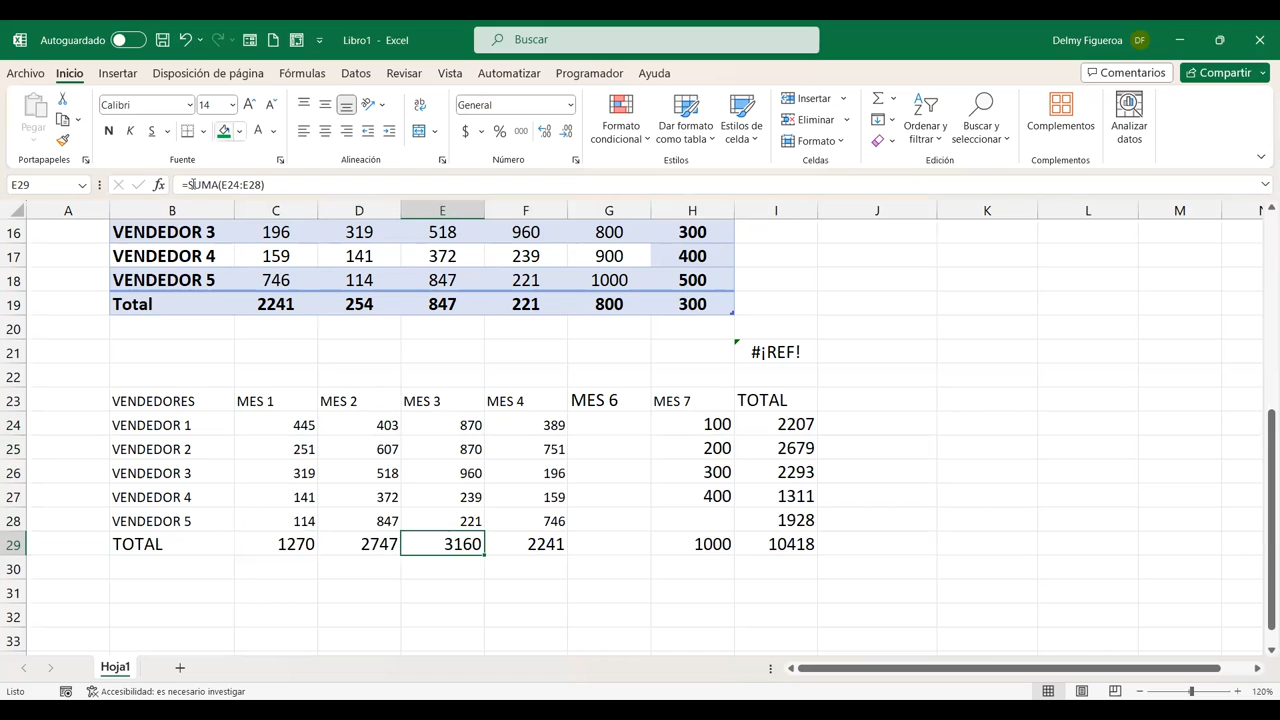 Autoguardado Libro1 - Excel Buscar Delmy Figueroa DF
Archivo Inicio Insertar Disposición de página Fórmulas Datos Revisar Vista Automatizar Programador Ayuda Comentarios Compartir
Pegar Calibri 14 General Formato condicional Dar formato como tabla Estilos de celda Insertar Eliminar Formato Ordenar y filtrar Buscar y seleccionar Complementos Analizar datos
N K S A $ % 000
Portapapeles Fuente Alineación Número Estilos Celdas Edición Complementos
E29 fx =SUMA(E24:E28)
A B C D E F G H I J K L M N
16 VENDEDOR 3 196 319 518 960 800 300
17 VENDEDOR 4 159 141 372 239 900 400
18 VENDEDOR 5 746 114 847 221 1000 500
19 Total 2241 254 847 221 800 300
20
21 #¡REF!
22
23 VENDEDORES MES 1 MES 2 MES 3 MES 4 MES 6 MES 7 TOTAL
24 VENDEDOR 1 445 403 870 389 100 2207
25 VENDEDOR 2 251 607 870 751 200 2679
26 VENDEDOR 3 319 518 960 196 300 2293
27 VENDEDOR 4 141 372 239 159 400 1311
28 VENDEDOR 5 114 847 221 746 1928
29 TOTAL 1270 2747 3160 2241 1000 10418
30
31
32
33
Hoja1
Listo Accesibilidad: es necesario investigar 120%